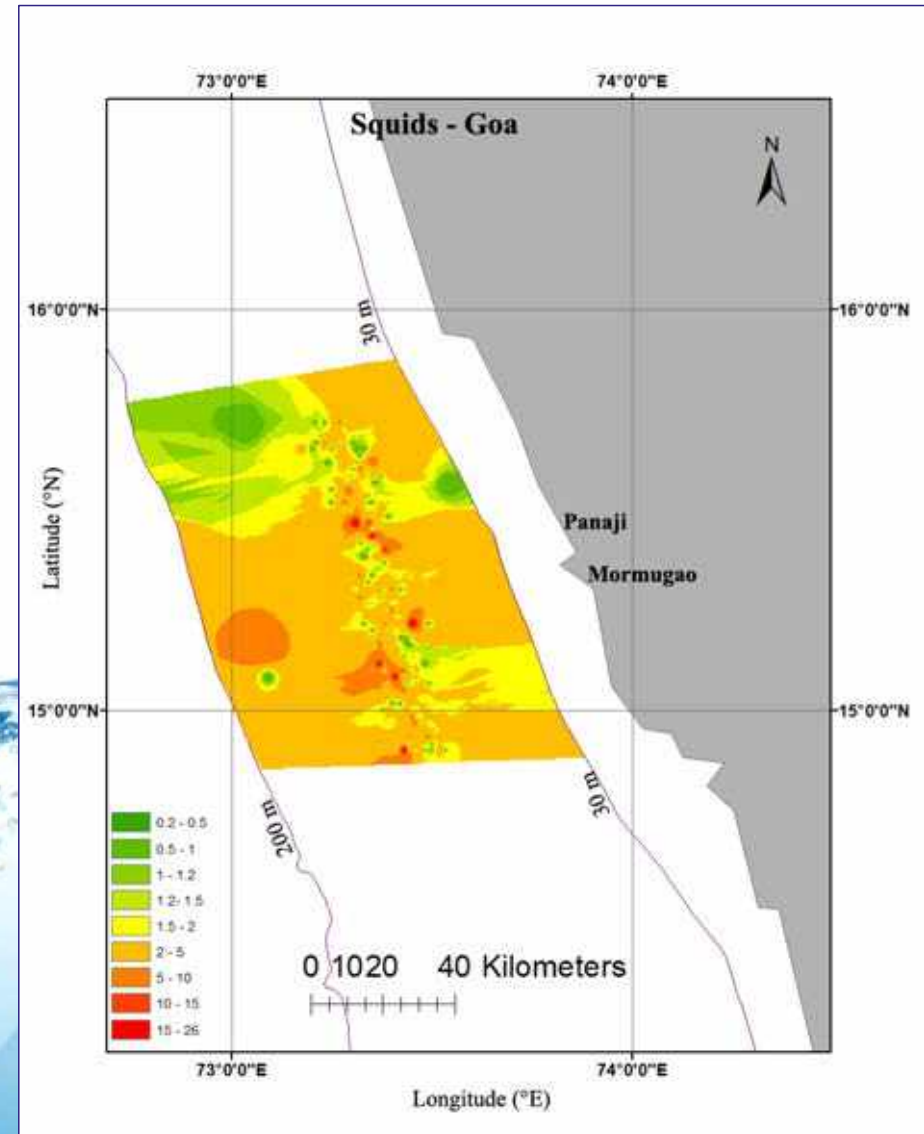 73°0'0"E 74°0'0"E
Squids - Goa
N
16°0'0"N 16°0'0"N
30 m
Panaji
Mormugao
Latitude (°N)
15°0'0"N 15°0'0"N
30 m
200 m
0.2 - 0.5
0.5 - 1
1 - 1.2
1.2- 1.5
1.5 - 2
2 - 5
5 - 10
10 - 15
15 - 26
0 1020 40 Kilometers
73°0'0"E 74°0'0"E
Longitude (°E)